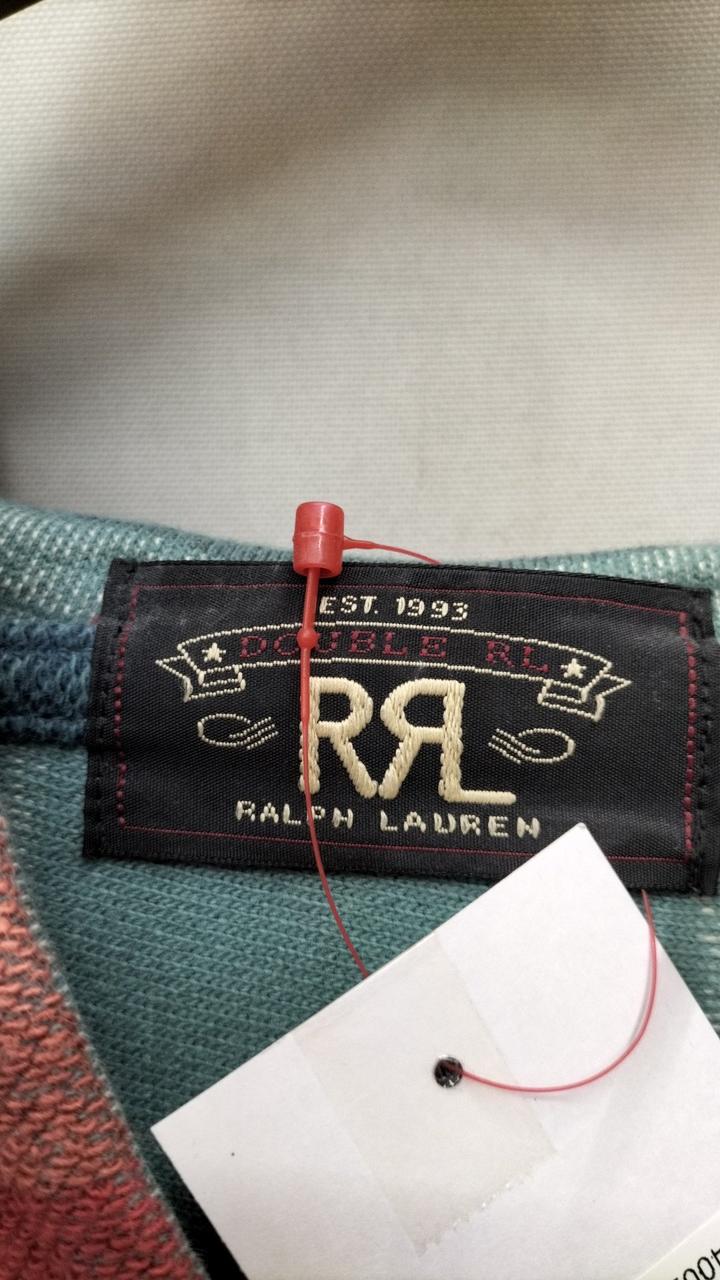 EST. 1993
DOUBLE RL
RRL
RALPH LAUREN